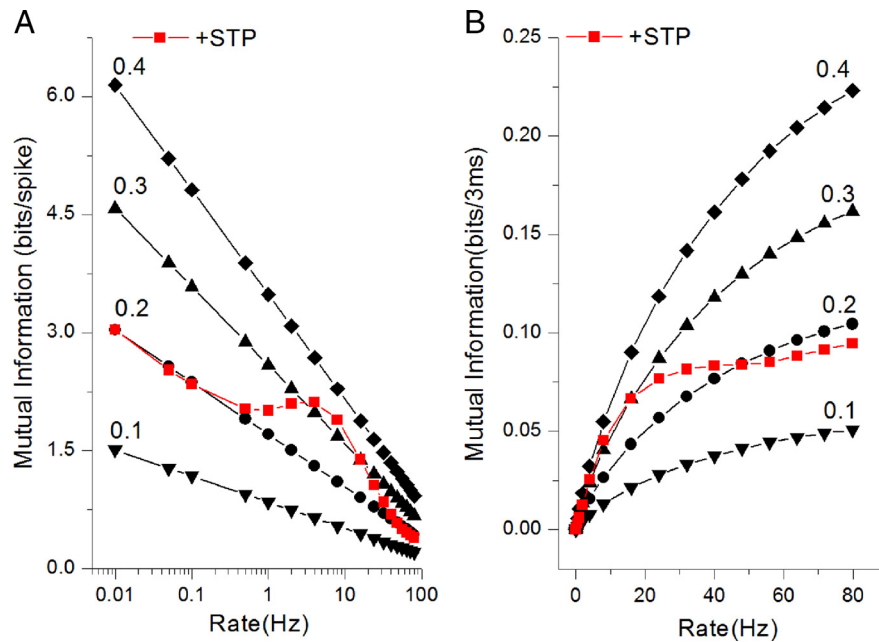 A
+STP
Mutual Information (bits/spike)
6.0
4.5
3.0
1.5
0.0
0.4
0.3
0.2
0.1
0.01 0.1 1 10 100
Rate(Hz)
B
+STP
Mutual Information(bits/3ms)
0.25
0.20
0.15
0.10
0.05
0.00
0.4
0.3
0.2
0.1
0 20 40 60 80
Rate(Hz)